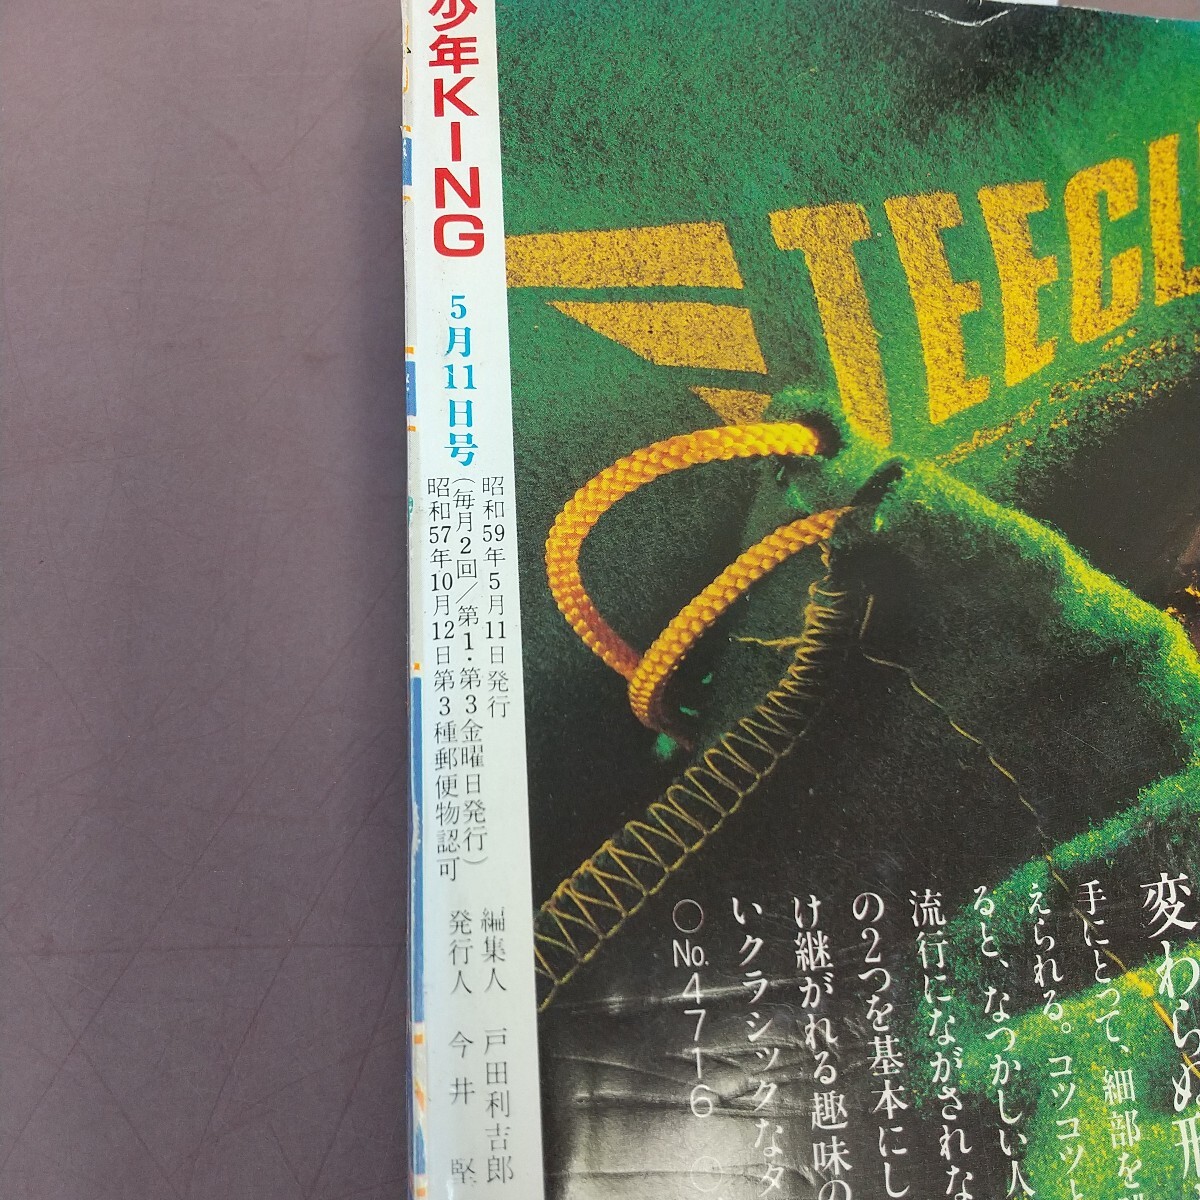 少年KING
5月11日号
昭和59年5月11日発行
(毎月2回/第1・第3金曜日発行)
昭和57年10月12日第3種郵便物認可
編集人 戸田利吉郎
発行人 今井 堅
TEECL
変わらぬ形
手にとって、細部を
えられる。コツコツと
ると、なつかしい人
流行にながされな
の2つを基本にし
け継がれる趣味の
いクラシックなタ
○No.4716 ○